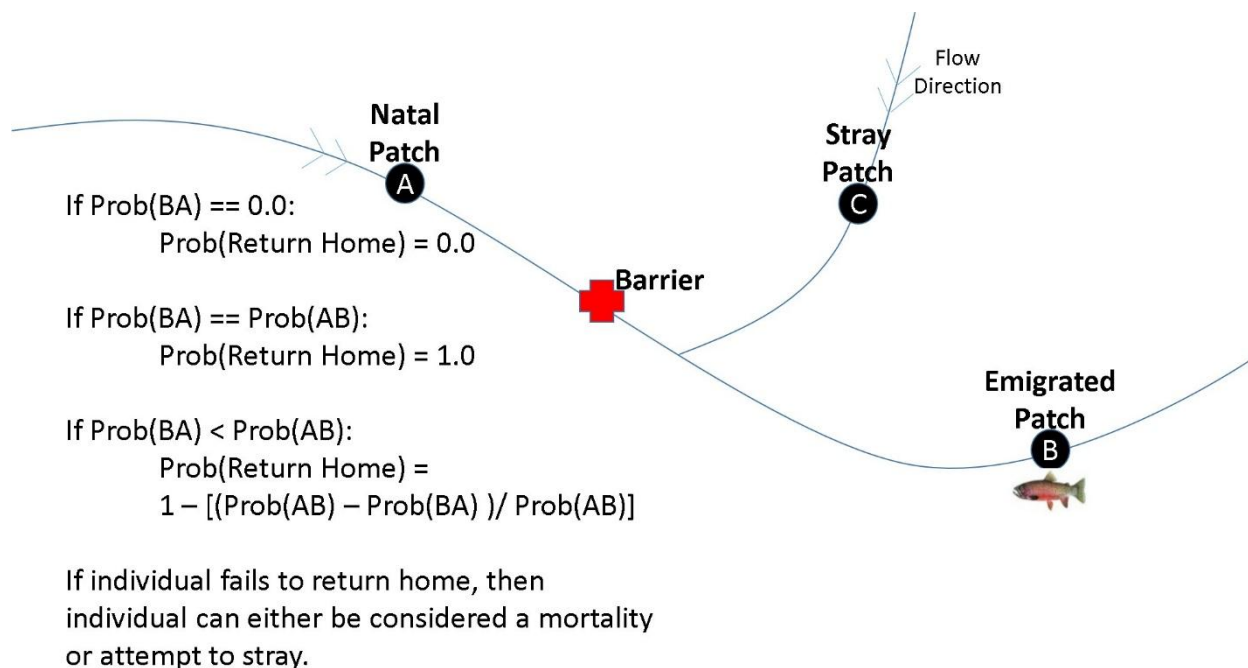 Flow
Direction
Natal
Patch
A
Stray
Patch
C
If Prob(BA) == 0.0:
Prob(Return Home) = 0.0
Barrier
If Prob(BA) == Prob(AB):
Prob(Return Home) = 1.0
Emigrated
Patch
B
If Prob(BA) < Prob(AB):
Prob(Return Home) =
1 – [(Prob(AB) – Prob(BA) )/ Prob(AB)]
If individual fails to return home, then
individual can either be considered a mortality
or attempt to stray.